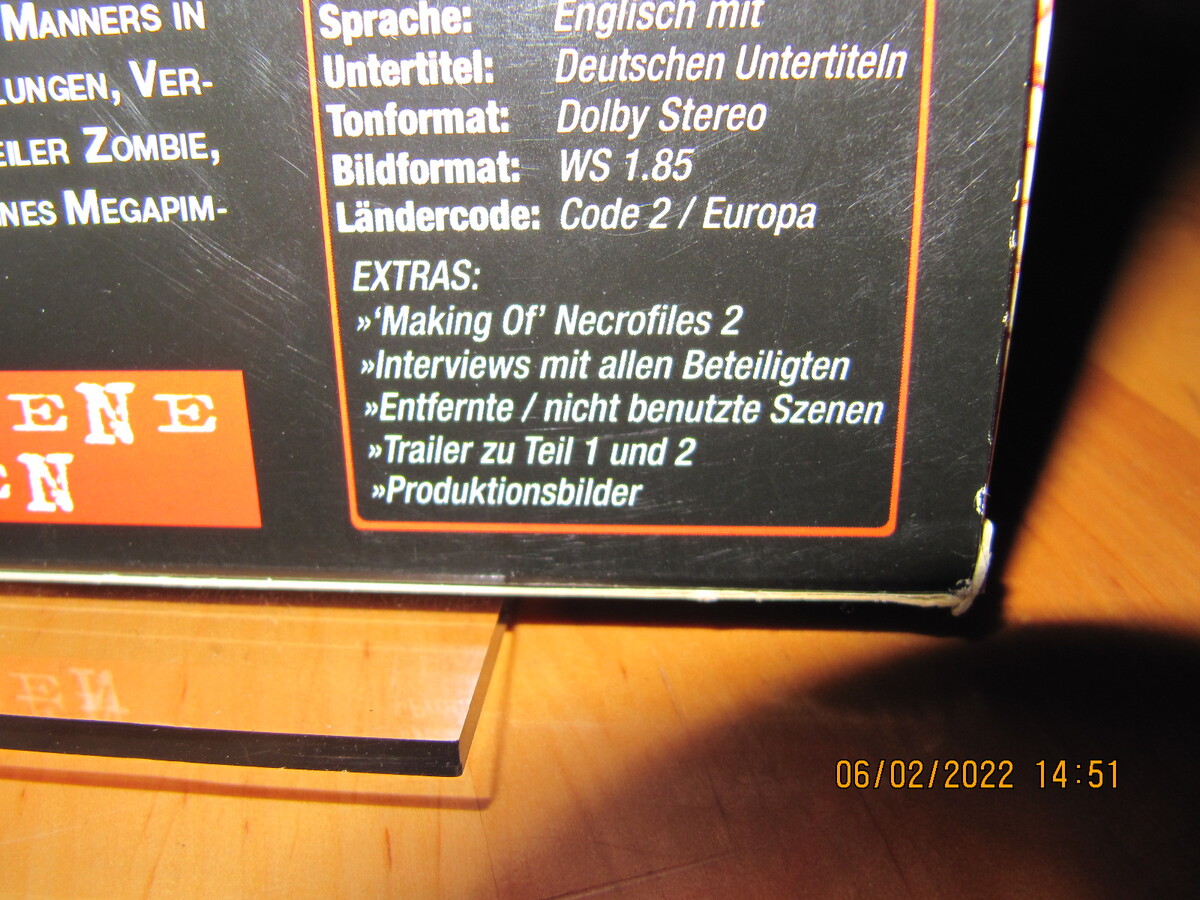 MANNERS IN
LUNGEN, VER-
EILER ZOMBIE,
NES MEGAPIM-
ENE
EN
Sprache: Englisch mit
Untertitel: Deutschen Untertiteln
Tonformat: Dolby Stereo
Bildformat: WS 1.85
Ländercode: Code 2 / Europa
EXTRAS:
»‘Making Of’ Necrofiles 2
»Interviews mit allen Beteiligten
»Entfernte / nicht benutzte Szenen
»Trailer zu Teil 1 und 2
»Produktionsbilder
06/02/2022 14:51